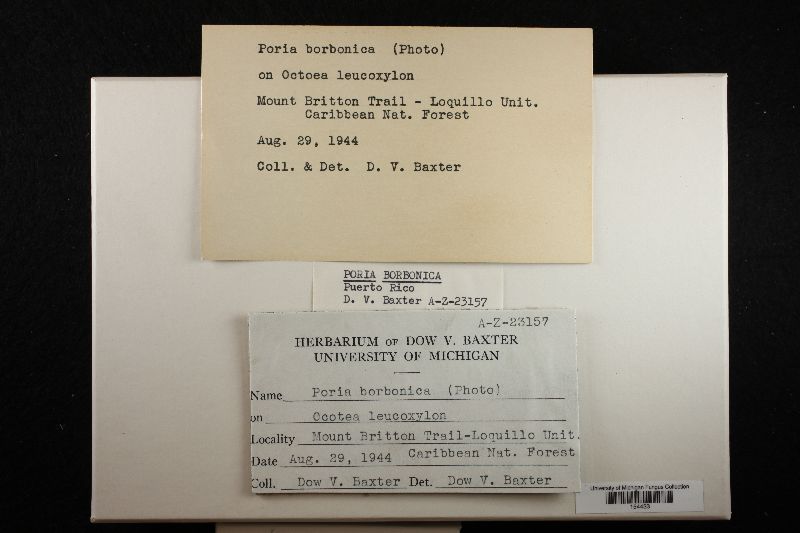 Poria borbonica (Photo)
on Octoea leucoxylon
Mount Britton Trail - Loquillo Unit.
Caribbean Nat. Forest
Aug. 29, 1944
Coll. & Det. D. V. Baxter
PORIA BORBONICA
Puerto Rico
D. V. Baxter A-Z-23157
A-Z-23157
HERBARIUM OF DOW V. BAXTER
UNIVERSITY OF MICHIGAN
Name Poria borbonica (Photo)
on Ocotea leucoxylon
Locality Mount Britton Trail-Loquillo Unit.
Date Aug. 29, 1944 Caribbean Nat. Forest
Coll. Dow V. Baxter Det. Dow V. Baxter
University of Michigan Fungus Collection